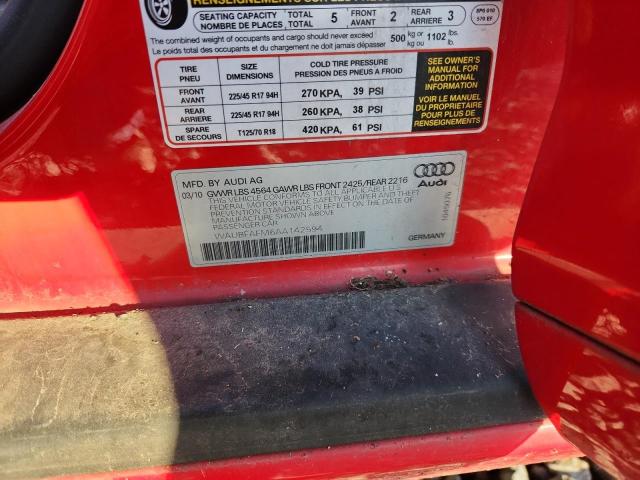 SEATING CAPACITY TOTAL 5 FRONT 2 REAR 3
NOMBRE DE PLACES TOTAL AVANT ARRIERE
The combined weight of occupants and cargo should never exceed 500 kg or 1102 lbs.
Le poids total des occupants et du chargement ne doit jamais dépasser kg ou lb.
8P0 010
570 EF
TIRE SIZE COLD TIRE PRESSURE
PNEU DIMENSIONS PRESSION DES PNEUS A FROID
FRONT
AVANT 225/45 R17 94H 270 KPA, 39 PSI
REAR
ARRIERE 225/45 R17 94H 260 KPA, 38 PSI
SPARE
DE SECOURS T125/70 R18 420 KPA, 61 PSI
SEE OWNER'S
MANUAL FOR
ADDITIONAL
INFORMATION
VOIR LE MANUEL
DU PROPRIETAIRE
POUR PLUS DE
RENSEIGNEMENTS
MFD. BY AUDI AG
03/10 GVWR LBS 4564 GAWR LBS FRONT 2425/REAR 2216
THIS VEHICLE CONFORMS TO ALL APPLICABLE U.S.
FEDERAL MOTOR VEHICLE SAFETY, BUMPER AND THEFT
PREVENTION STANDARDS IN EFFECT ON THE DATE OF
MANUFACTURE SHOWN ABOVE.
PASSENGER CAR
WAUBFAFM6AA142594
Audi
GERMANY